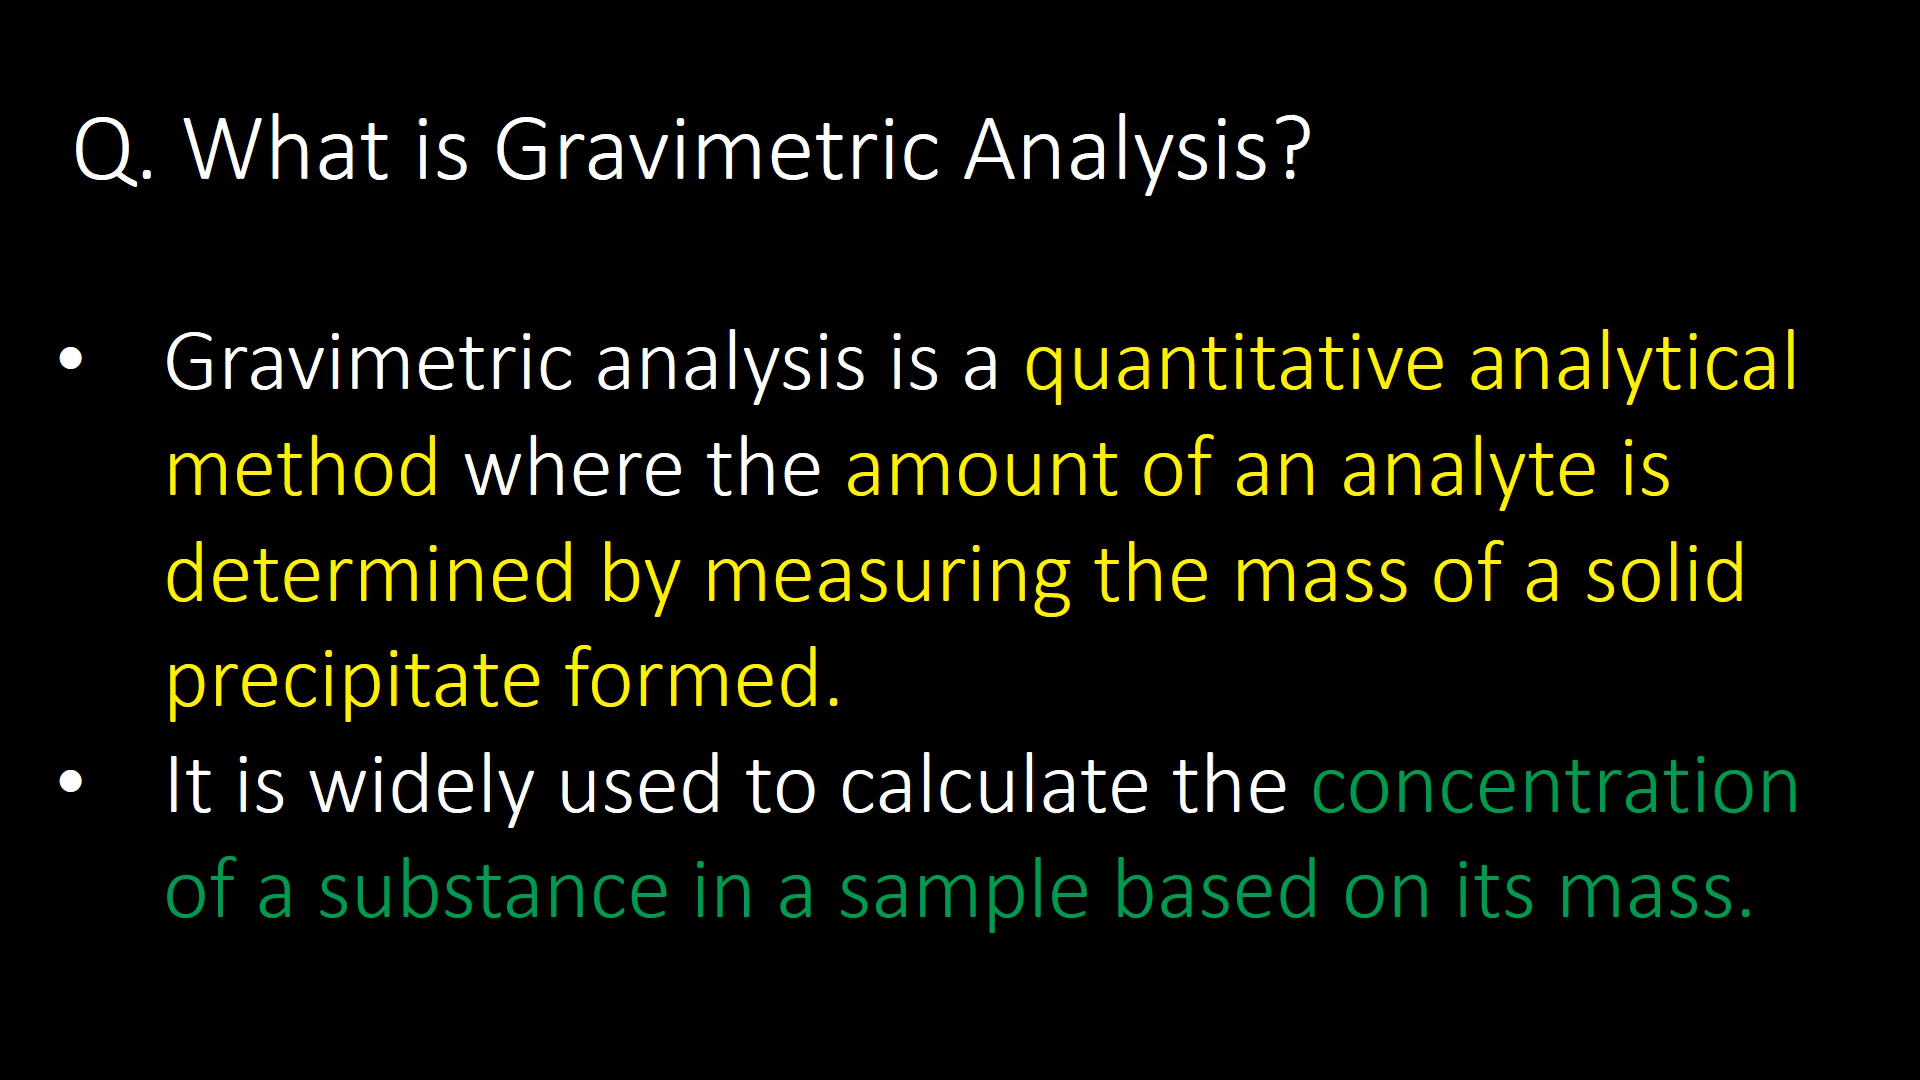 Q. What is Gravimetric Analysis?
• Gravimetric analysis is a quantitative analytical
method where the amount of an analyte is
determined by measuring the mass of a solid
precipitate formed.
• It is widely used to calculate the concentration
of a substance in a sample based on its mass.